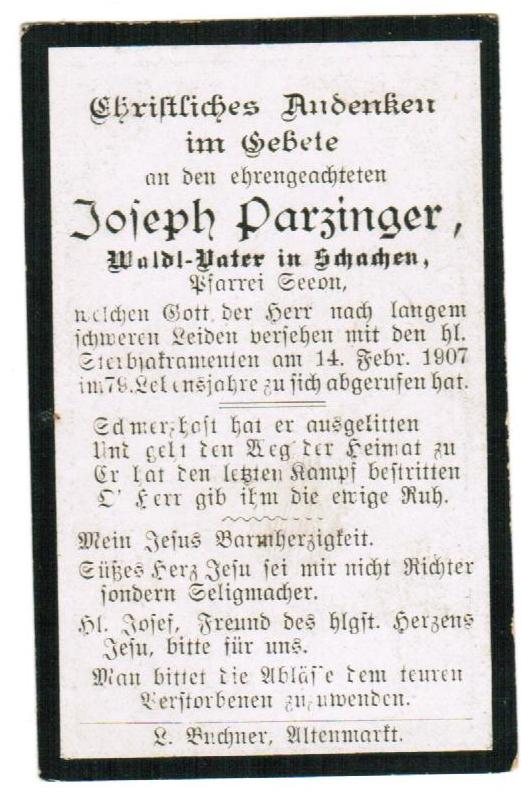 Christliches Andenken
im Gebete
an den ehrengeachteten
Joseph Parzinger,
Waldl-Vater in Schachen,
Pfarrei Seeon,
welchen Gott der Herr nach langem
schweren Leiden versehen mit den hl.
Sterbsakramenten am 14. Febr. 1907
im 79. Lebensjahre zu sich abgerufen hat.
Schmerzhaft hat er ausgelitten
Und geht den Weg der Heimat zu
Er hat den letzten Kampf bestritten
O' Herr gib ihm die ewige Ruh.
Mein Jesus Barmherzigkeit.
Süßes Herz Jesu sei mir nicht Richter
sondern Seligmacher.
Hl. Josef, Freund des hlgst. Herzens
Jesu, bitte für uns.
Man bittet die Ablässe dem teuren
Verstorbenen zuzuwenden.
L. Buchner, Altenmarkt.